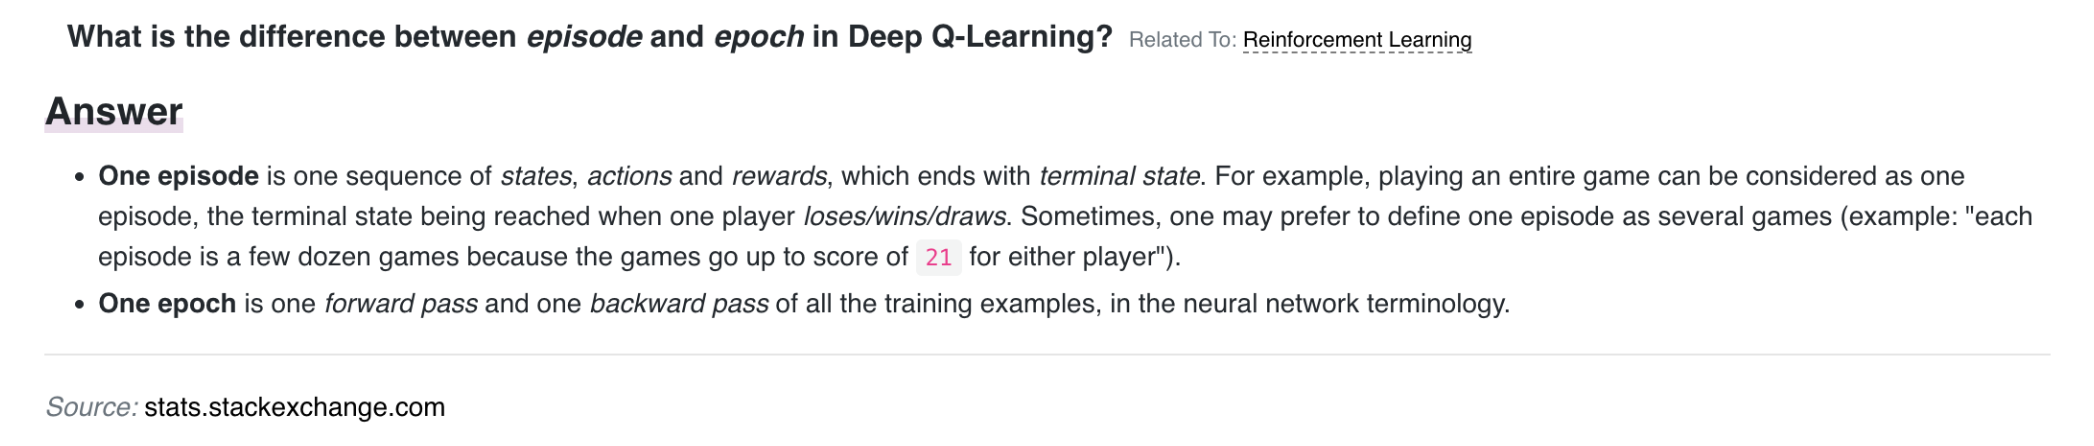 What is the difference between episode and epoch in Deep Q-Learning? Related To: Reinforcement Learning
Answer
• One episode is one sequence of states, actions and rewards, which ends with terminal state. For example, playing an entire game can be considered as one
episode, the terminal state being reached when one player loses/wins/draws. Sometimes, one may prefer to define one episode as several games (example: "each
episode is a few dozen games because the games go up to score of 21 for either player").
• One epoch is one forward pass and one backward pass of all the training examples, in the neural network terminology.
Source: stats.stackexchange.com